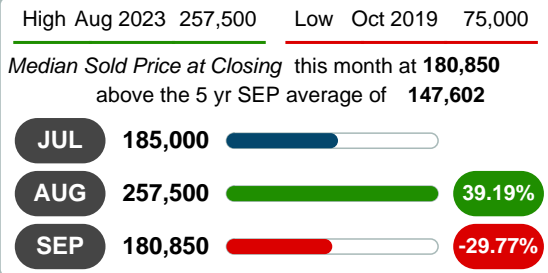 High Aug 2023 257,500 Low Oct 2019 75,000
Median Sold Price at Closing this month at 180,850
above the 5 yr SEP average of 147,602
JUL 185,000
AUG 257,500 39.19%
SEP 180,850 -29.77%